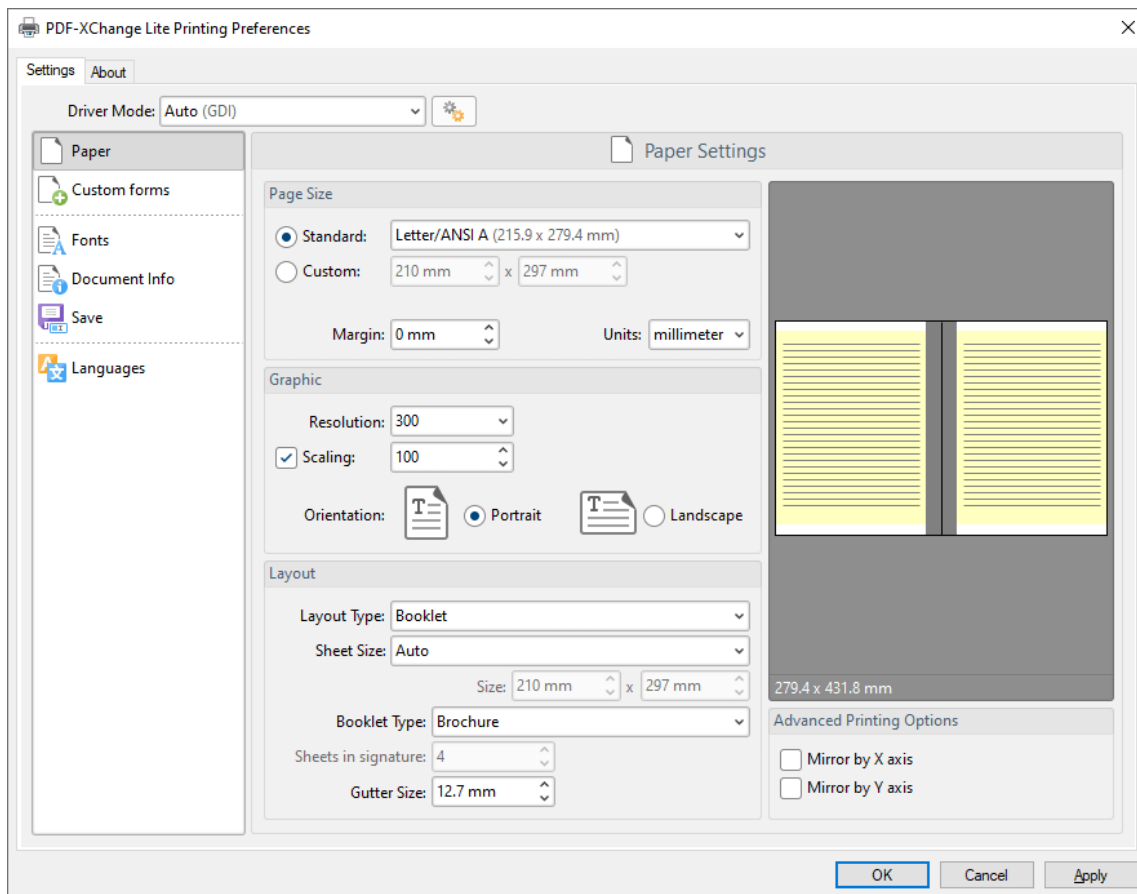 PDF-XChange Lite Printing Preferences
Settings About
Driver Mode: Auto (GDI)
Paper
Custom forms
Fonts
Document Info
Save
Languages
Paper Settings
Page Size
Standard: Letter/ANSI A (215.9 x 279.4 mm)
Custom: 210 mm x 297 mm
Margin: 0 mm Units: millimeter
Graphic
Resolution: 300
Scaling: 100
Orientation: T Portrait T Landscape
Layout
Layout Type: Booklet
Sheet Size: Auto
Size: 210 mm x 297 mm
Booklet Type: Brochure
Sheets in signature: 4
Gutter Size: 12.7 mm
279.4 x 431.8 mm
Advanced Printing Options
Mirror by X axis
Mirror by Y axis
OK Cancel Apply